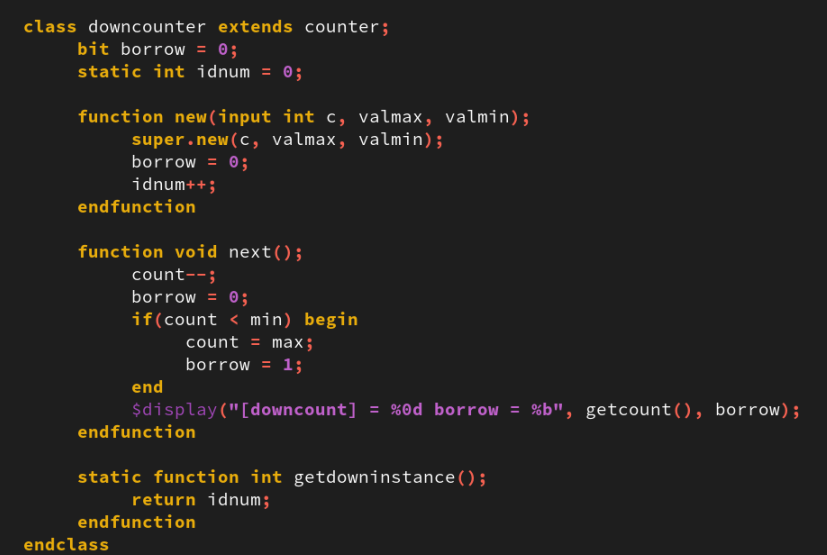 class downcounter extends counter;
bit borrow = 0;
static int idnum = 0;
function new(input int c, valmax, valmin);
super.new(c, valmax, valmin);
borrow = 0;
idnum++;
endfunction
function void next();
count--;
borrow = 0;
if(count < min) begin
count = max;
borrow = 1;
end
$display("[downcount] = %0d borrow = %b", getcount(), borrow);
endfunction
static function int getdowninstance();
return idnum;
endfunction
endclass